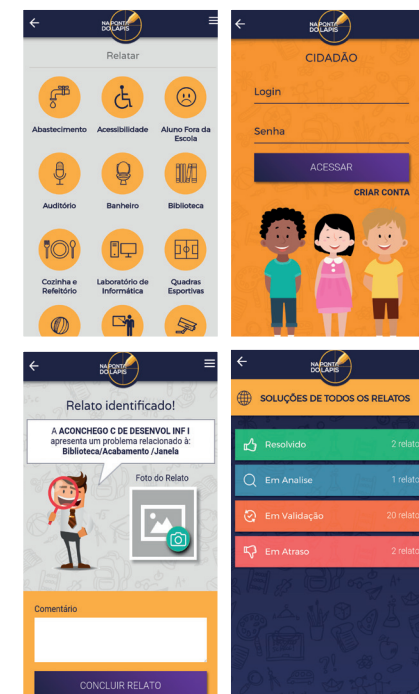 NA PONTA
DO LÁPIS
Relatar
Abastecimento
Acessibilidade
Aluno Fora da
Escola
Auditório
Banheiro
Biblioteca
Cozinha e
Refeitório
Laboratório de
Informática
Quadras
Esportivas
NA PONTA
DO LÁPIS
CIDADÃO
Login
Senha
ACESSAR
CRIAR CONTA
NA PONTA
DO LÁPIS
Relato identificado!
A ACONCHEGO C DE DESENVOL INF I
apresenta um problema relacionado à:
Biblioteca/Acabamento /Janela
Foto do Relato
Comentário
CONCLUIR RELATO
NA PONTA
DO LÁPIS
SOLUÇÕES DE TODOS OS RELATOS
Resolvido 2 relato
Em Analise 1 relato
Em Validação 20 relato
Em Atraso 2 relato